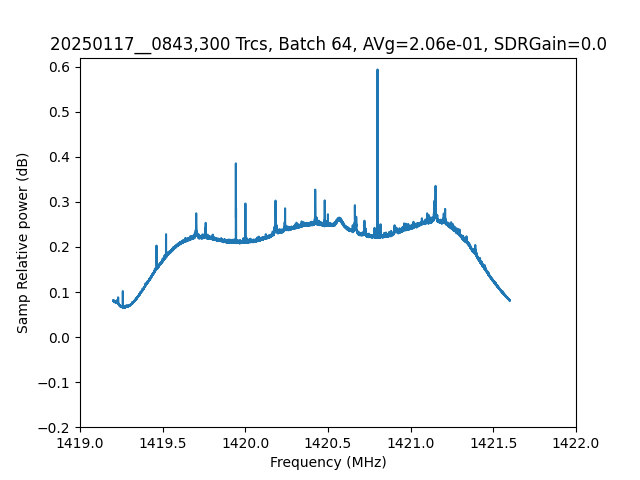 20250117__0843,300 Trcs, Batch 64, AVg=2.06e-01, SDRGain=0.0
0.6
0.5
0.4
0.3
0.2
0.1
0.0
−0.1
−0.2
Samp Relative power (dB)
1419.0 1419.5 1420.0 1420.5 1421.0 1421.5 1422.0
Frequency (MHz)